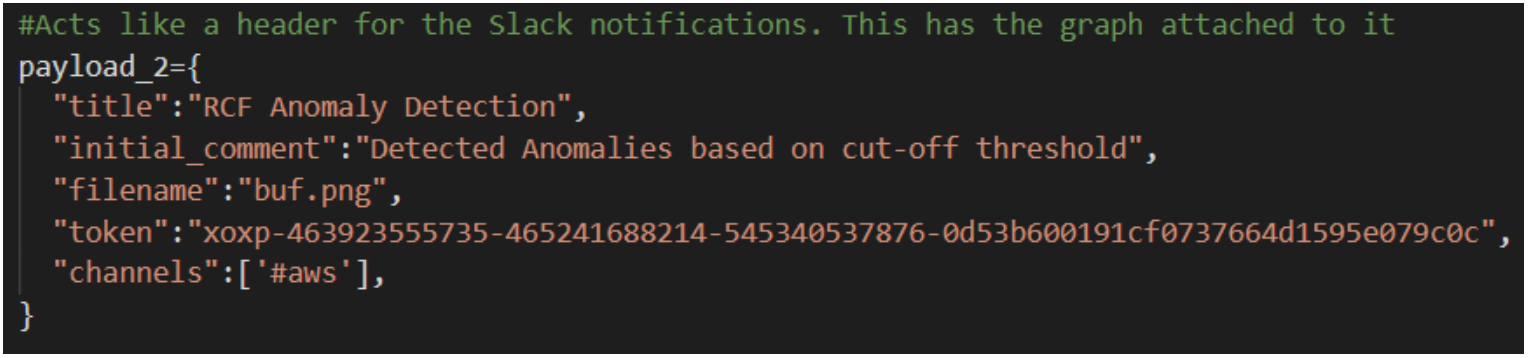 #Acts like a header for the Slack notifications. This has the graph attached to it
payload_2={
"title":"RCF Anomaly Detection",
"initial_comment":"Detected Anomalies based on cut-off threshold",
"filename":"buf.png",
"token":"xoxp-463923555735-465241688214-545340537876-0d53b600191cf0737664d1595e079c0c",
"channels":['#aws'],
}